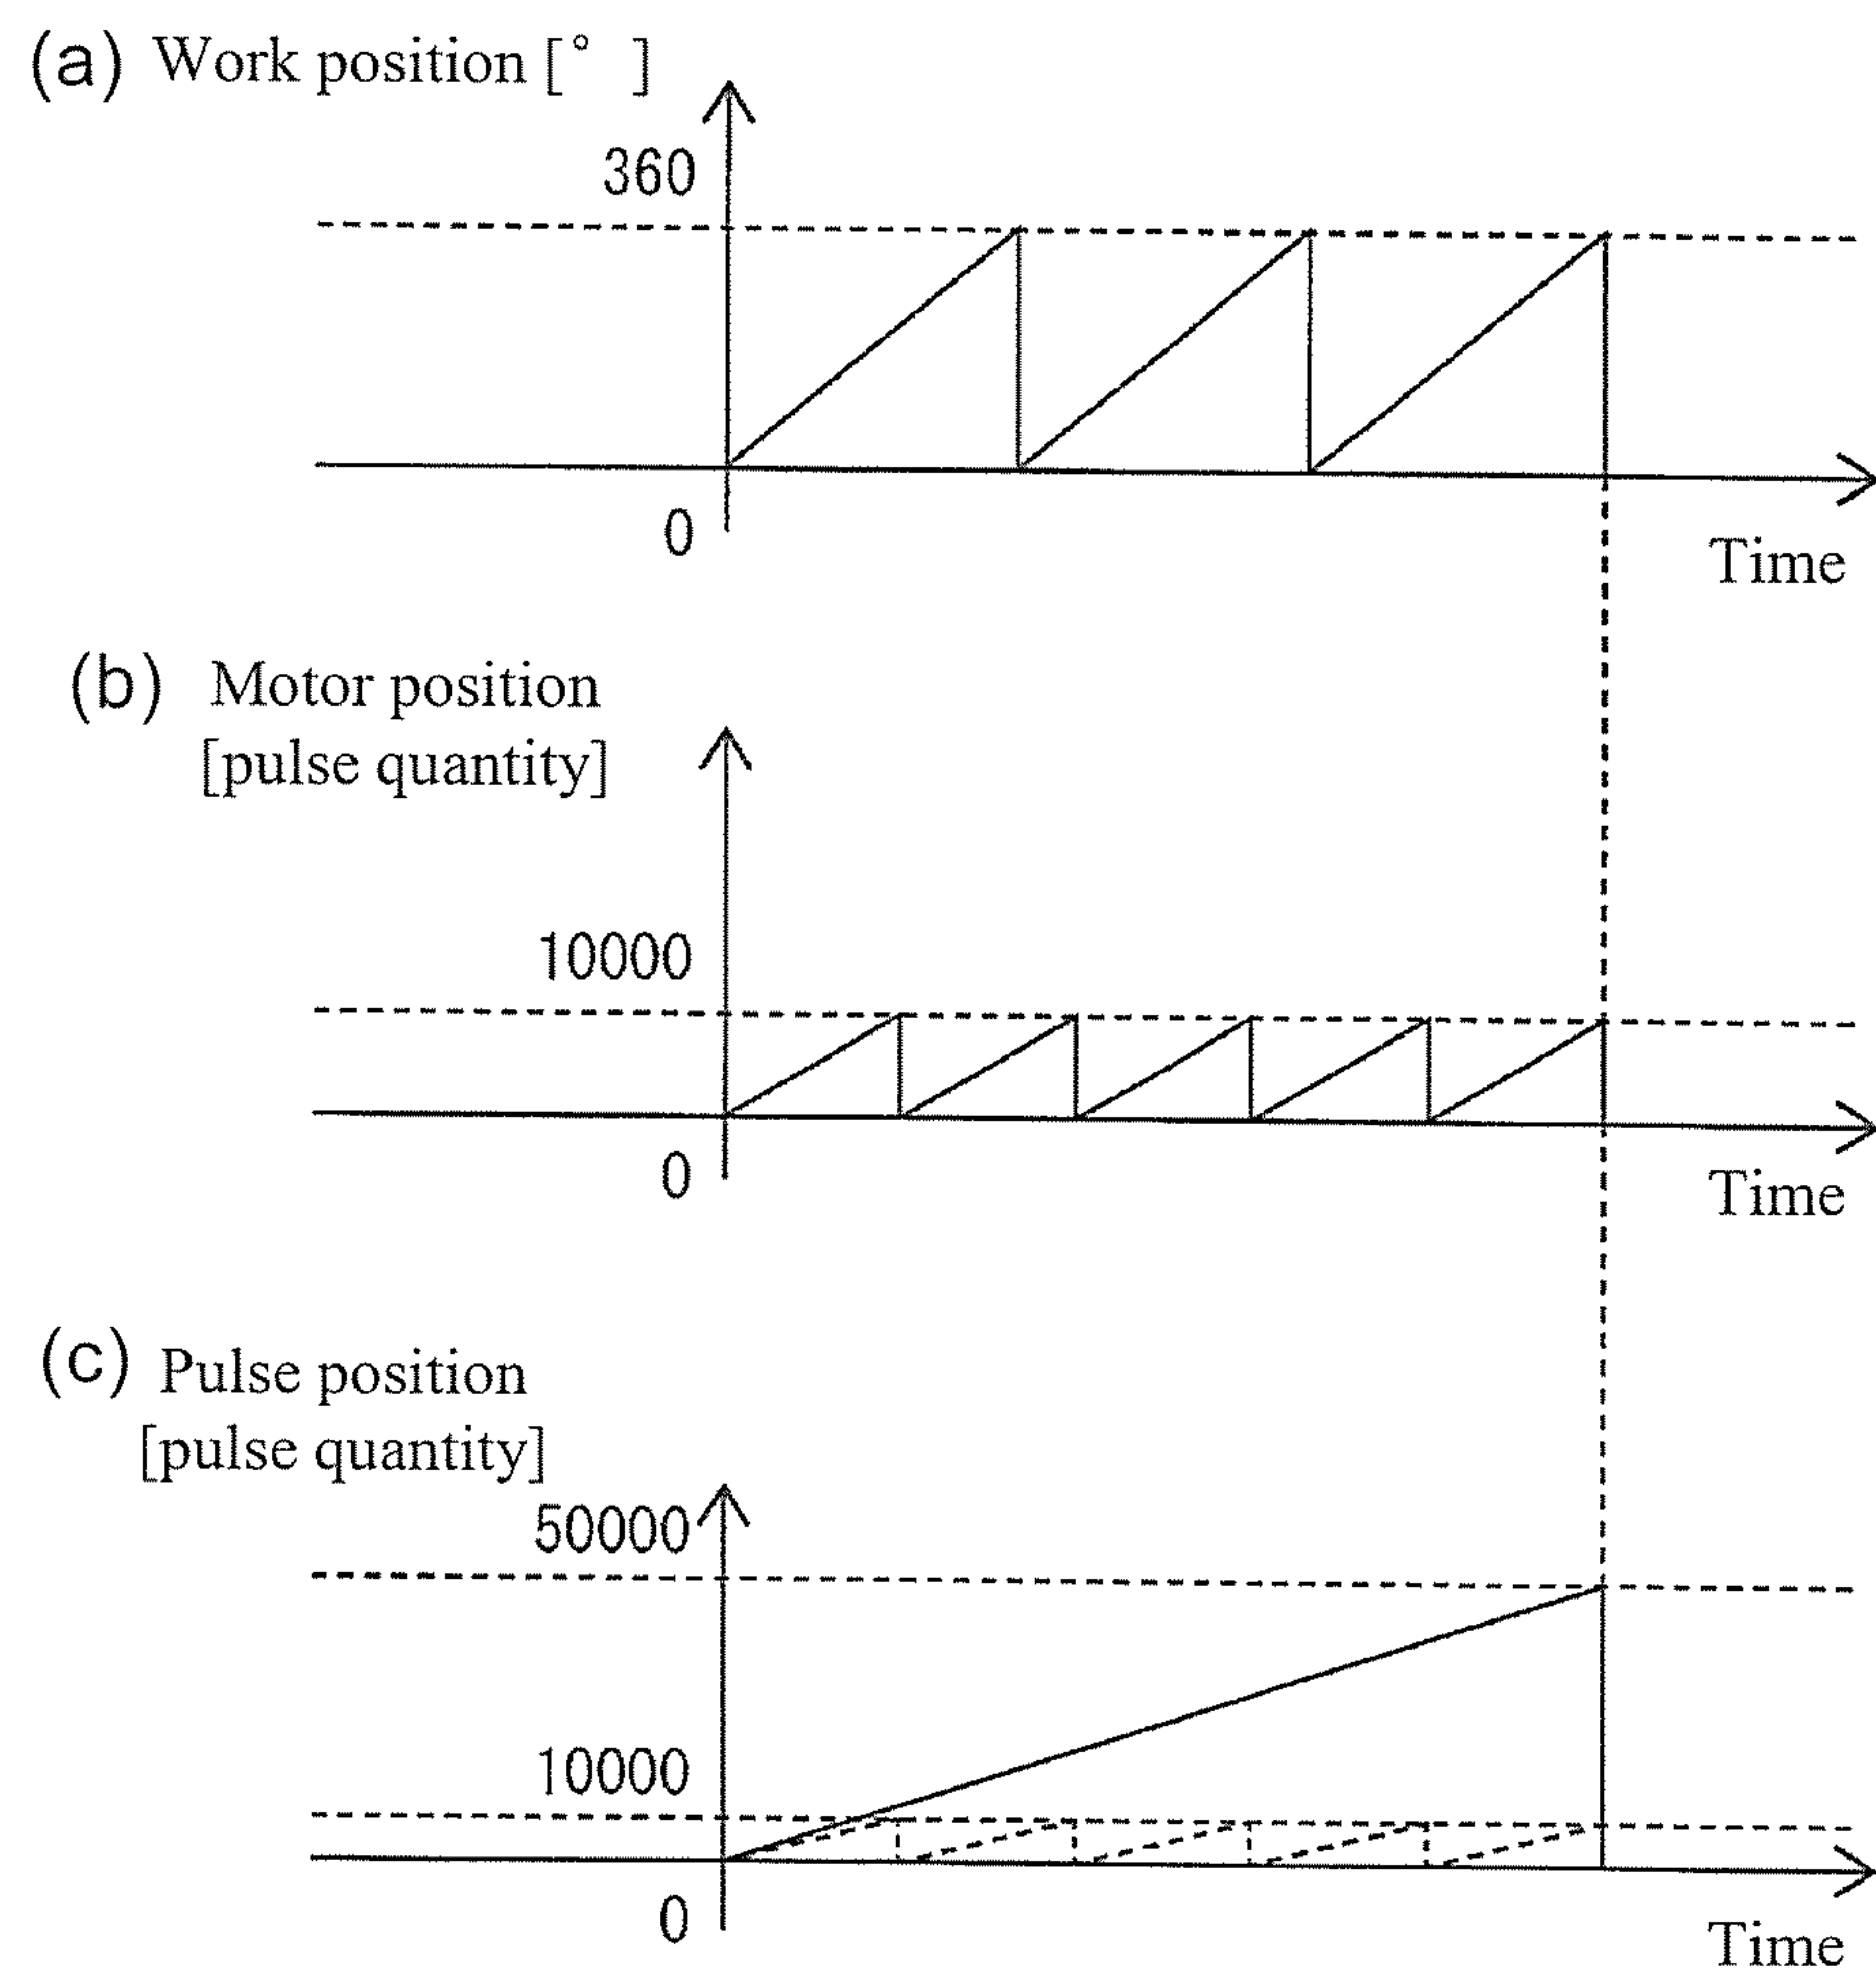 (a) Work position [° ]
360
0
Time
(b) Motor position
[pulse quantity]
10000
0
Time
(c) Pulse position
[pulse quantity]
50000
10000
0
Time